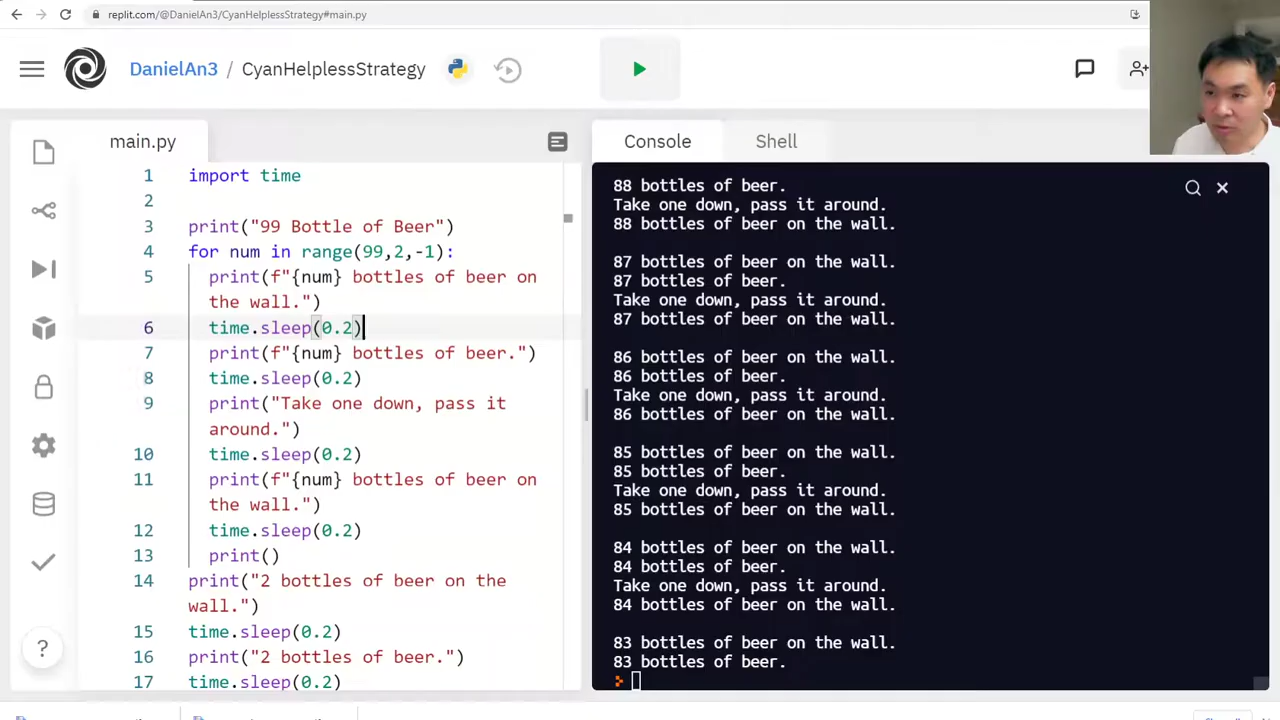 replit.com/@DanielAn3/CyanHelplessStrategy#main.py
DanielAn3 / CyanHelplessStrategy
main.py
Console
Shell
1 import time
2
3 print("99 Bottle of Beer")
4 for num in range(99,2,-1):
5 print(f"{num} bottles of beer on
the wall.")
6 time.sleep(0.2)
7 print(f"{num} bottles of beer.")
8 time.sleep(0.2)
9 print("Take one down, pass it
around.")
10 time.sleep(0.2)
11 print(f"{num} bottles of beer on
the wall.")
12 time.sleep(0.2)
13 print()
14 print("2 bottles of beer on the
wall.")
15 time.sleep(0.2)
16 print("2 bottles of beer.")
17 time.sleep(0.2)
?
88 bottles of beer.
Take one down, pass it around.
88 bottles of beer on the wall.
87 bottles of beer on the wall.
87 bottles of beer.
Take one down, pass it around.
87 bottles of beer on the wall.
86 bottles of beer on the wall.
86 bottles of beer.
Take one down, pass it around.
86 bottles of beer on the wall.
85 bottles of beer on the wall.
85 bottles of beer.
Take one down, pass it around.
85 bottles of beer on the wall.
84 bottles of beer on the wall.
84 bottles of beer.
Take one down, pass it around.
84 bottles of beer on the wall.
83 bottles of beer on the wall.
83 bottles of beer.